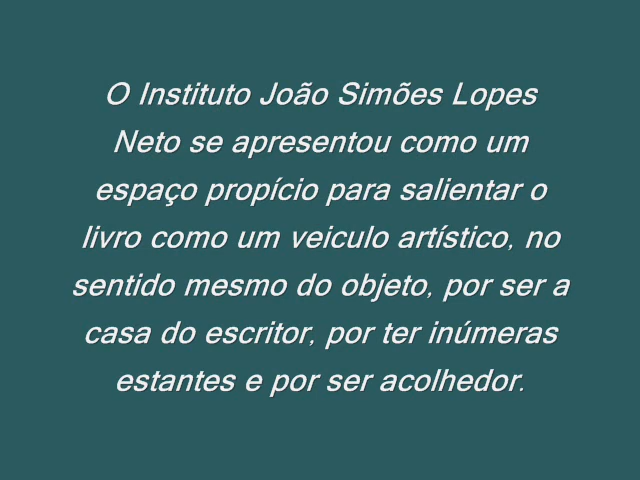 O Instituto João Simões Lopes
Neto se apresentou como um
espaço propício para salientar o
livro como um veiculo artístico, no
sentido mesmo do objeto, por ser a
casa do escritor, por ter inúmeras
estantes e por ser acolhedor.